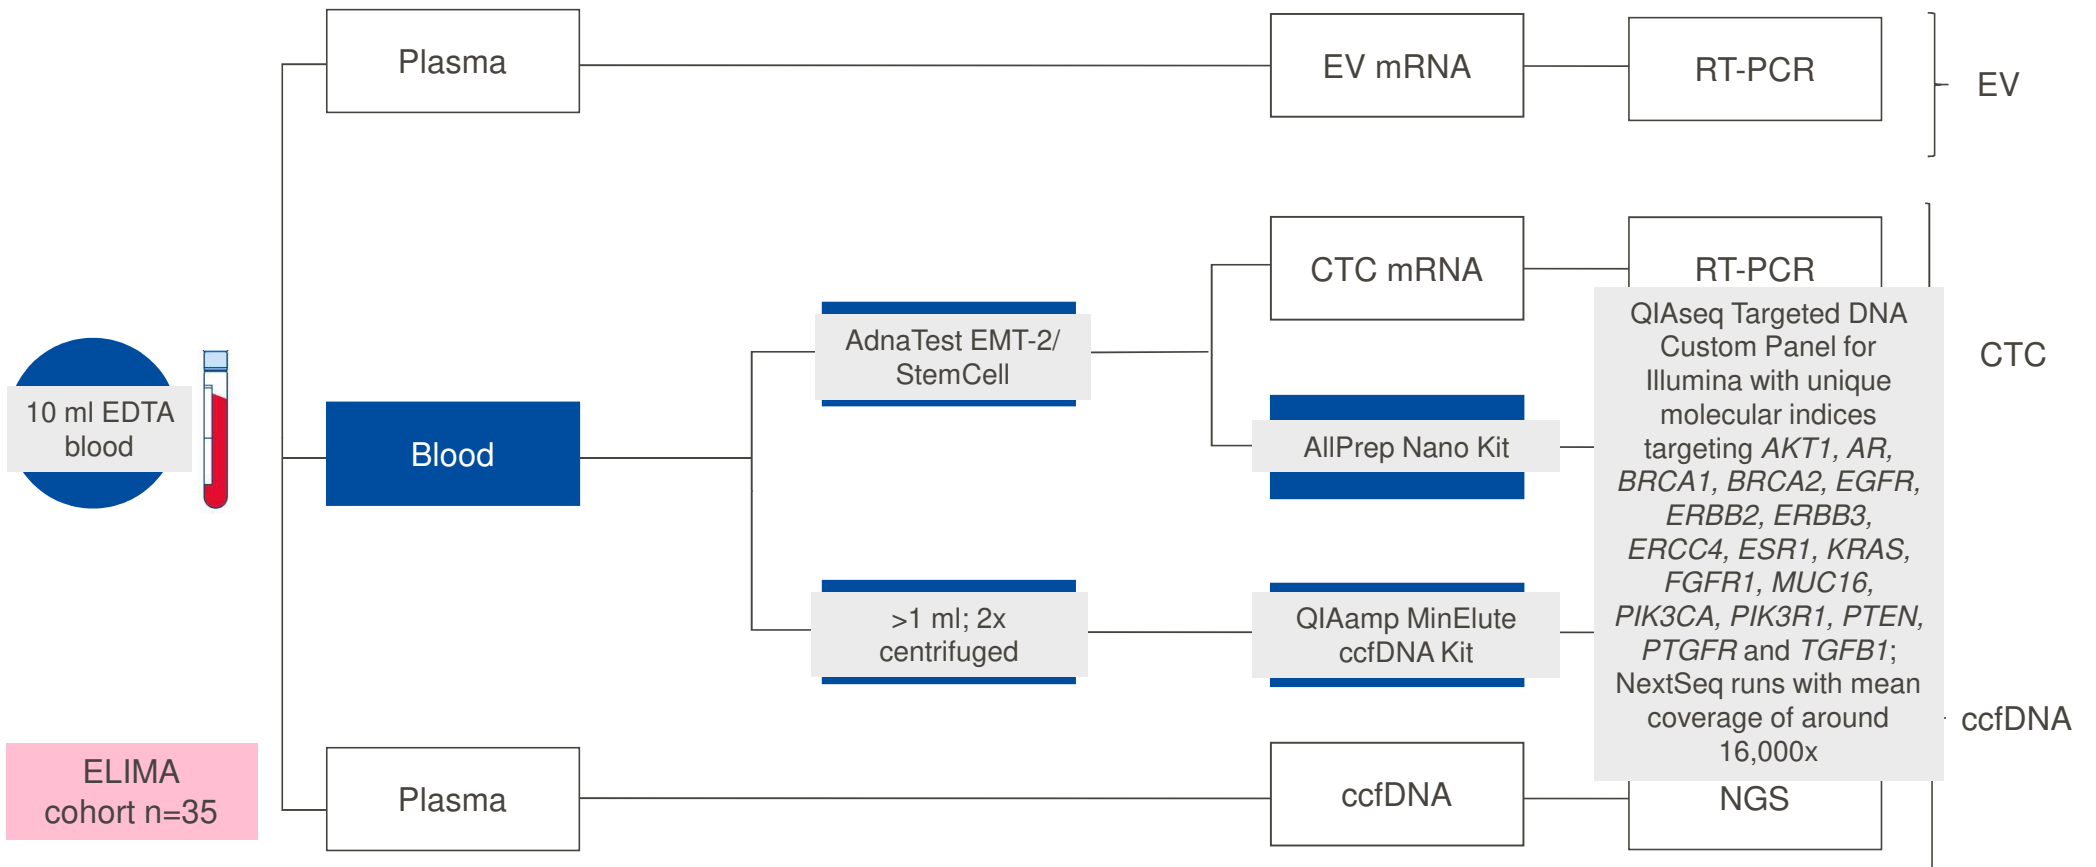 Plasma
EV mRNA
RT-PCR
EV
CTC mRNA
RT-PCR
AdnaTest EMT-2/
StemCell
10 ml EDTA
blood
Blood
AllPrep Nano Kit
QIAseq Targeted DNA
Custom Panel for
Illumina with unique
molecular indices
targeting AKT1, AR,
BRCA1, BRCA2, EGFR,
ERBB2, ERBB3,
ERCC4, ESR1, KRAS,
FGFR1, MUC16,
PIK3CA, PIK3R1, PTEN,
PTGFR and TGFB1;
NextSeq runs with mean
coverage of around
16,000x
CTC
>1 ml; 2x
centrifuged
QIAamp MinElute
ccfDNA Kit
ccfDNA
ELIMA
cohort n=35
Plasma
ccfDNA
NGS